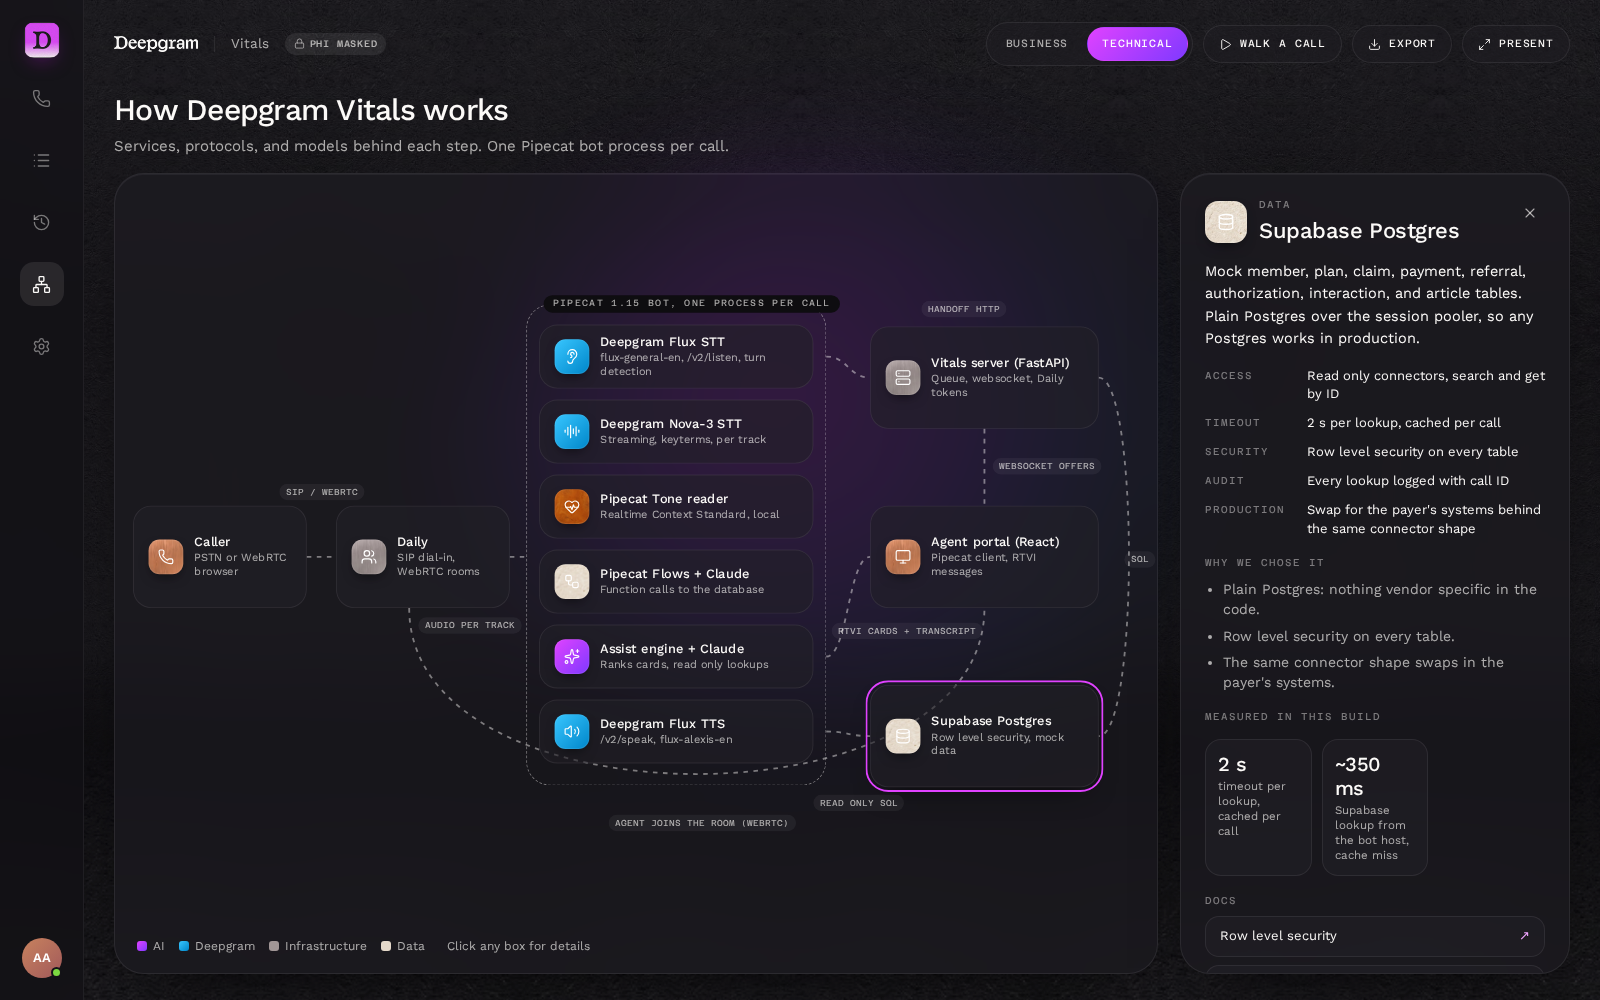 D
Deepgram
Vitals
PHI MASKED
BUSINESS
TECHNICAL
WALK A CALL
EXPORT
PRESENT
How Deepgram Vitals works
Services, protocols, and models behind each step. One Pipecat bot process per call.
PIPECAT 1.15 BOT, ONE PROCESS PER CALL
HANDOFF HTTP
Deepgram Flux STT
flux-general-en, /v2/listen, turn
detection
Vitals server (FastAPI)
Queue, websocket, Daily
tokens
Deepgram Nova-3 STT
Streaming, keyterms, per track
WEBSOCKET OFFERS
SIP / WEBRTC
Pipecat Tone reader
Realtime Context Standard, local
Caller
PSTN or WebRTC
browser
Daily
SIP dial-in,
WebRTC rooms
Agent portal (React)
Pipecat client, RTVI
messages
SQL
Pipecat Flows + Claude
Function calls to the database
AUDIO PER TRACK
RTVI CARDS + TRANSCRIPT
Assist engine + Claude
Ranks cards, read only lookups
Deepgram Flux TTS
/v2/speak, flux-alexis-en
Supabase Postgres
Row level security, mock
data
READ ONLY SQL
AGENT JOINS THE ROOM (WEBRTC)
AI
Deepgram
Infrastructure
Data
Click any box for details
AA
DATA
Supabase Postgres
Mock member, plan, claim, payment, referral,
authorization, interaction, and article tables.
Plain Postgres over the session pooler, so any
Postgres works in production.
ACCESS
Read only connectors, search and get
by ID
TIMEOUT
2 s per lookup, cached per call
SECURITY
Row level security on every table
AUDIT
Every lookup logged with call ID
PRODUCTION
Swap for the payer's systems behind
the same connector shape
WHY WE CHOSE IT
• Plain Postgres: nothing vendor specific in the
code.
• Row level security on every table.
• The same connector shape swaps in the
payer's systems.
MEASURED IN THIS BUILD
2 s
timeout per
lookup,
cached per
call
~350
ms
Supabase
lookup from
the bot host,
cache miss
DOCS
Row level security ↗